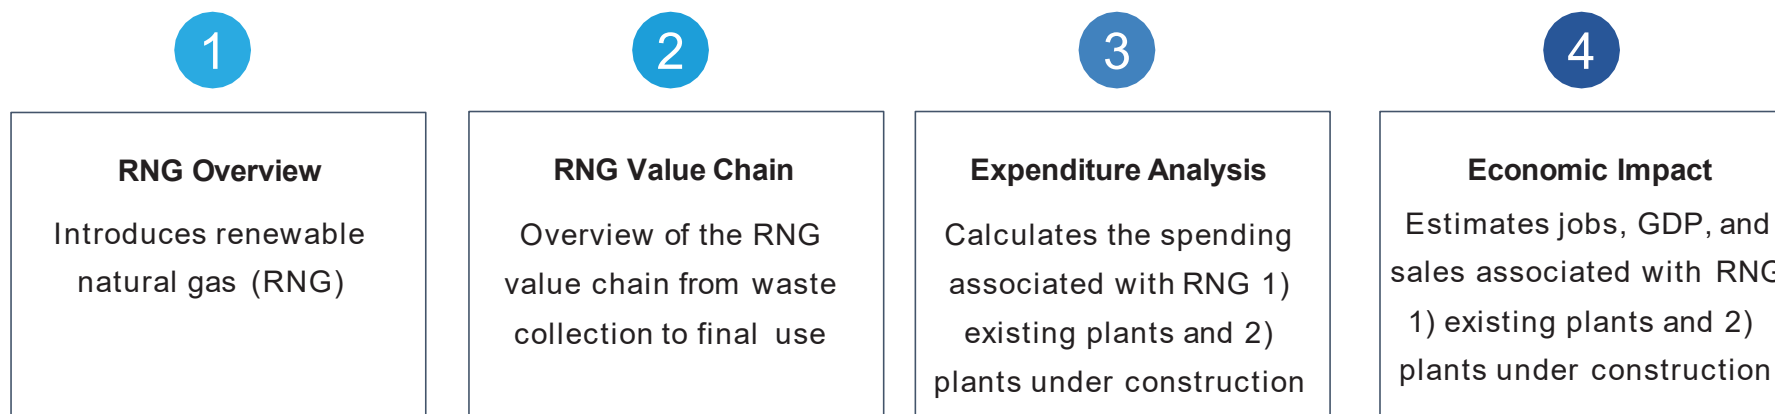 1
RNG Overview
Introduces renewable
natural gas (RNG)
2
RNG Value Chain
Overview of the RNG
value chain from waste
collection to final use
3
Expenditure Analysis
Calculates the spending
associated with RNG 1)
existing plants and 2)
plants under construction
4
Economic Impact
Estimates jobs, GDP, and
sales associated with RNG
1) existing plants and 2)
plants under construction